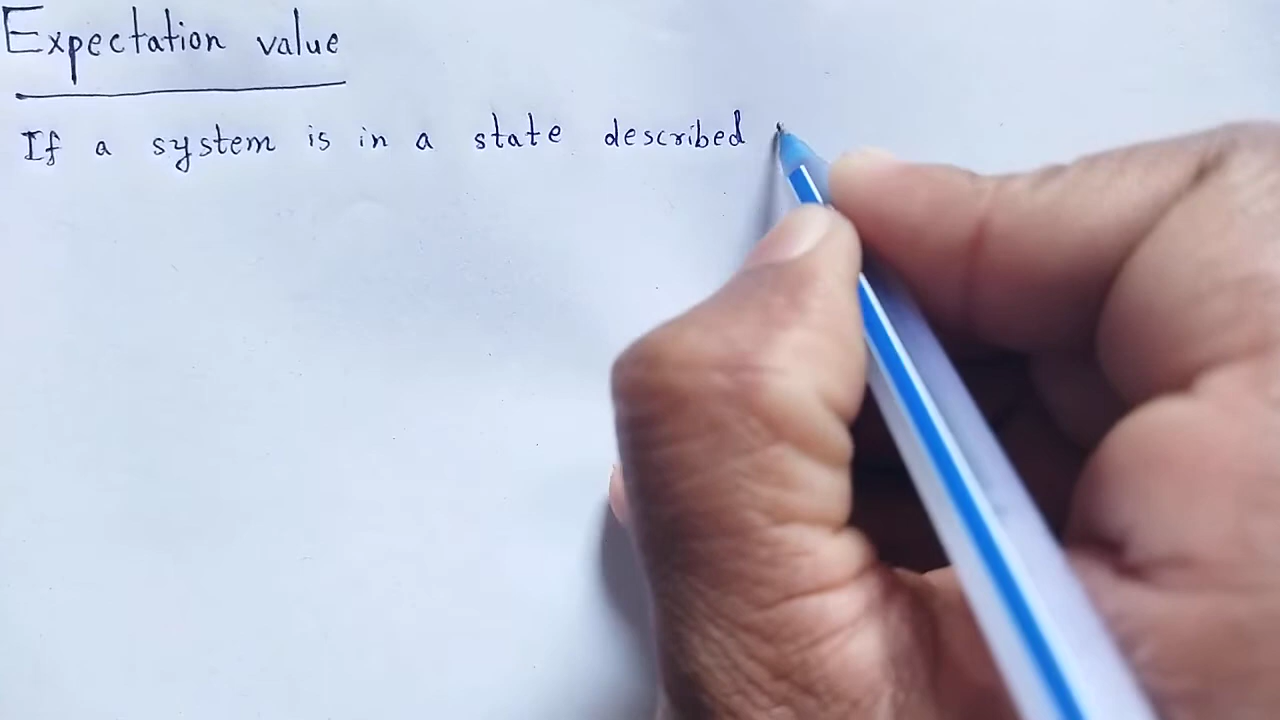 Expectation value
If a system is in a state described